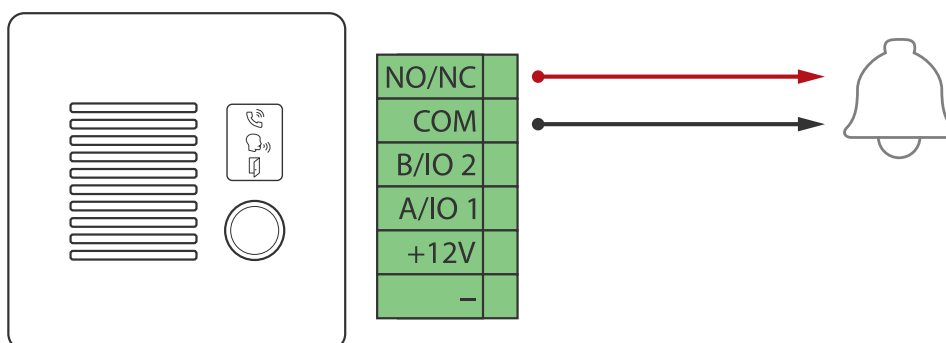 NO/NC
COM
B/IO 2
A/IO 1
+12V
–